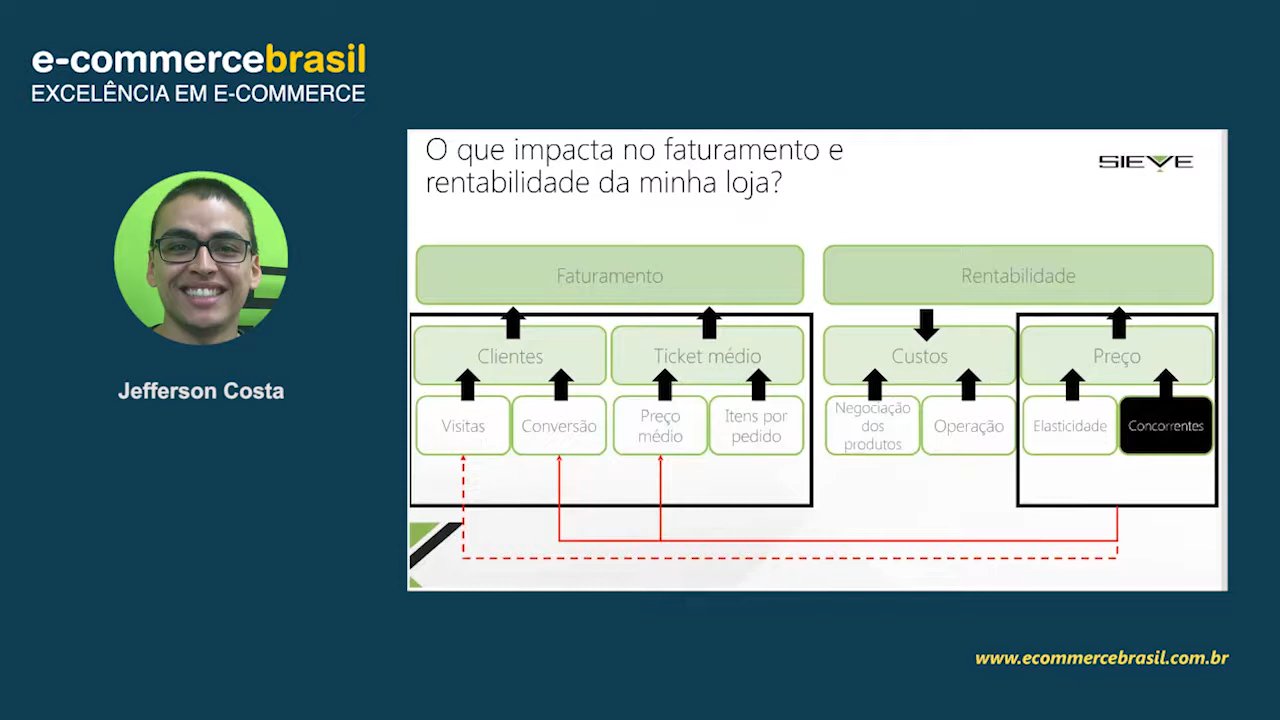 e-commercebrasil
EXCELÊNCIA EM E-COMMERCE
Jefferson Costa
O que impacta no faturamento e
rentabilidade da minha loja?
SIEVE
Faturamento
Rentabilidade
Clientes
Ticket médio
Custos
Preço
Visitas
Conversão
Preço
médio
Itens por
pedido
Negociação
dos
produtos
Operação
Elasticidade
Concorrentes
www.ecommercebrasil.com.br